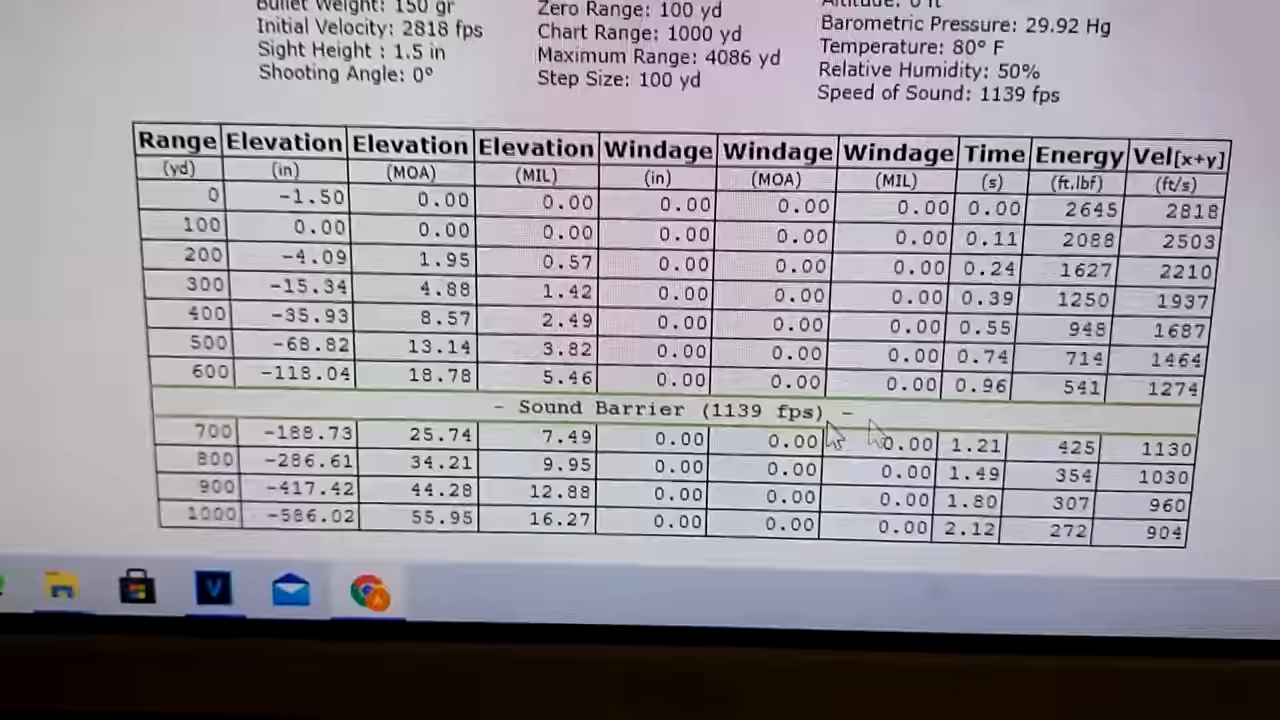 Bullet Weight: 150 gr
Initial Velocity: 2818 fps
Sight Height : 1.5 in
Shooting Angle: 0°
Zero Range: 100 yd
Chart Range: 1000 yd
Maximum Range: 4086 yd
Step Size: 100 yd
Altitude: 0 ft
Barometric Pressure: 29.92 Hg
Temperature: 80° F
Relative Humidity: 50%
Speed of Sound: 1139 fps
Range Elevation Elevation Elevation Windage Windage Windage Time Energy Vel[x+y]
(yd) (in) (MOA) (MIL) (in) (MOA) (MIL) (s) (ft.lbf) (ft/s)
0 -1.50 0.00 0.00 0.00 0.00 0.00 0.00 2645 2818
100 0.00 0.00 0.00 0.00 0.00 0.00 0.11 2088 2503
200 -4.09 1.95 0.57 0.00 0.00 0.00 0.24 1627 2210
300 -15.34 4.88 1.42 0.00 0.00 0.00 0.39 1250 1937
400 -35.93 8.57 2.49 0.00 0.00 0.00 0.55 948 1687
500 -68.82 13.14 3.82 0.00 0.00 0.00 0.74 714 1464
600 -118.04 18.78 5.46 0.00 0.00 0.00 0.96 541 1274
- Sound Barrier (1139 fps) -
700 -188.73 25.74 7.49 0.00 0.00 0.00 1.21 425 1130
800 -286.61 34.21 9.95 0.00 0.00 0.00 1.49 354 1030
900 -417.42 44.28 12.88 0.00 0.00 0.00 1.80 307 960
1000 -586.02 55.95 16.27 0.00 0.00 0.00 2.12 272 904
V